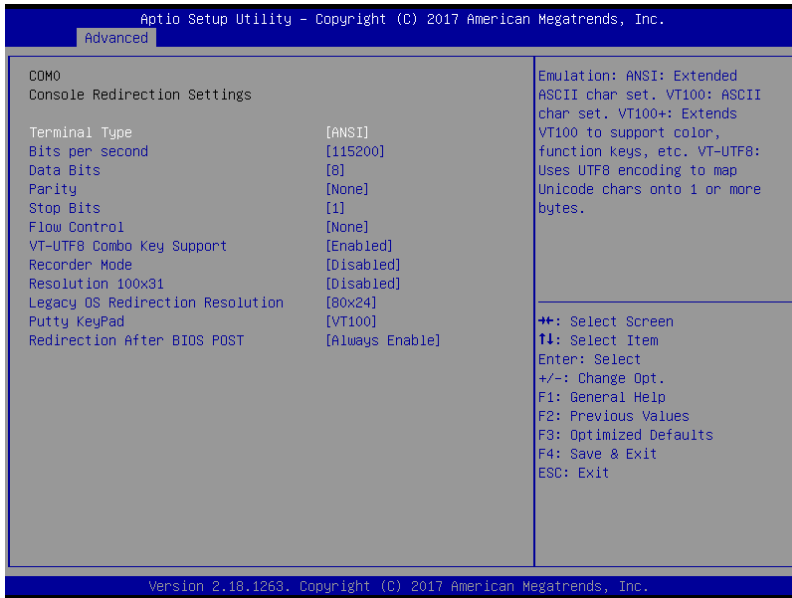 Aptio Setup Utility – Copyright (C) 2017 American Megatrends, Inc.
Advanced
COM0
Console Redirection Settings
Terminal Type [ANSI]
Bits per second [115200]
Data Bits [8]
Parity [None]
Stop Bits [1]
Flow Control [None]
VT-UTF8 Combo Key Support [Enabled]
Recorder Mode [Disabled]
Resolution 100x31 [Disabled]
Legacy OS Redirection Resolution [80x24]
Putty KeyPad [VT100]
Redirection After BIOS POST [Always Enable]
Emulation: ANSI: Extended
ASCII char set. VT100: ASCII
char set. VT100+: Extends
VT100 to support color,
function keys, etc. VT-UTF8:
Uses UTF8 encoding to map
Unicode chars onto 1 or more
bytes.
→←: Select Screen
↑↓: Select Item
Enter: Select
+/-: Change Opt.
F1: General Help
F2: Previous Values
F3: Optimized Defaults
F4: Save & Exit
ESC: Exit
Version 2.18.1263. Copyright (C) 2017 American Megatrends, Inc.